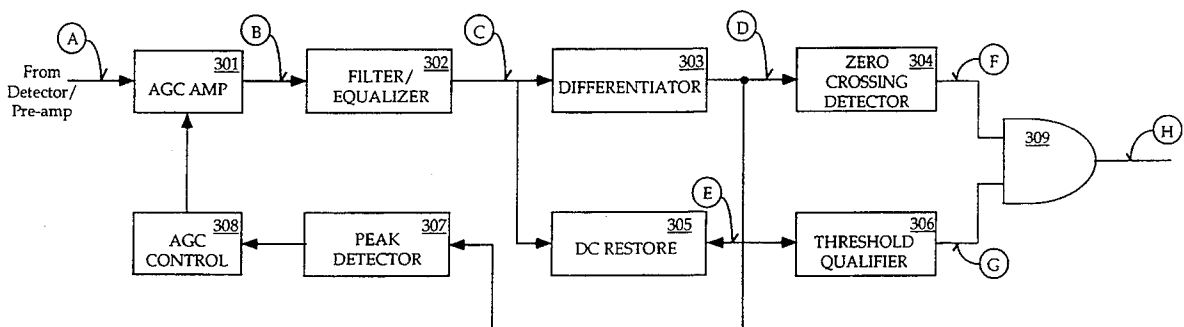 A
B
C
D
F
From
Detector/
Pre-amp
301
AGC AMP
302
FILTER/
EQUALIZER
303
DIFFERENTIATOR
ZERO 304
CROSSING
DETECTOR
309
H
308
AGC
CONTROL
307
PEAK
DETECTOR
305
DC RESTORE
E
306
THRESHOLD
QUALIFIER
G